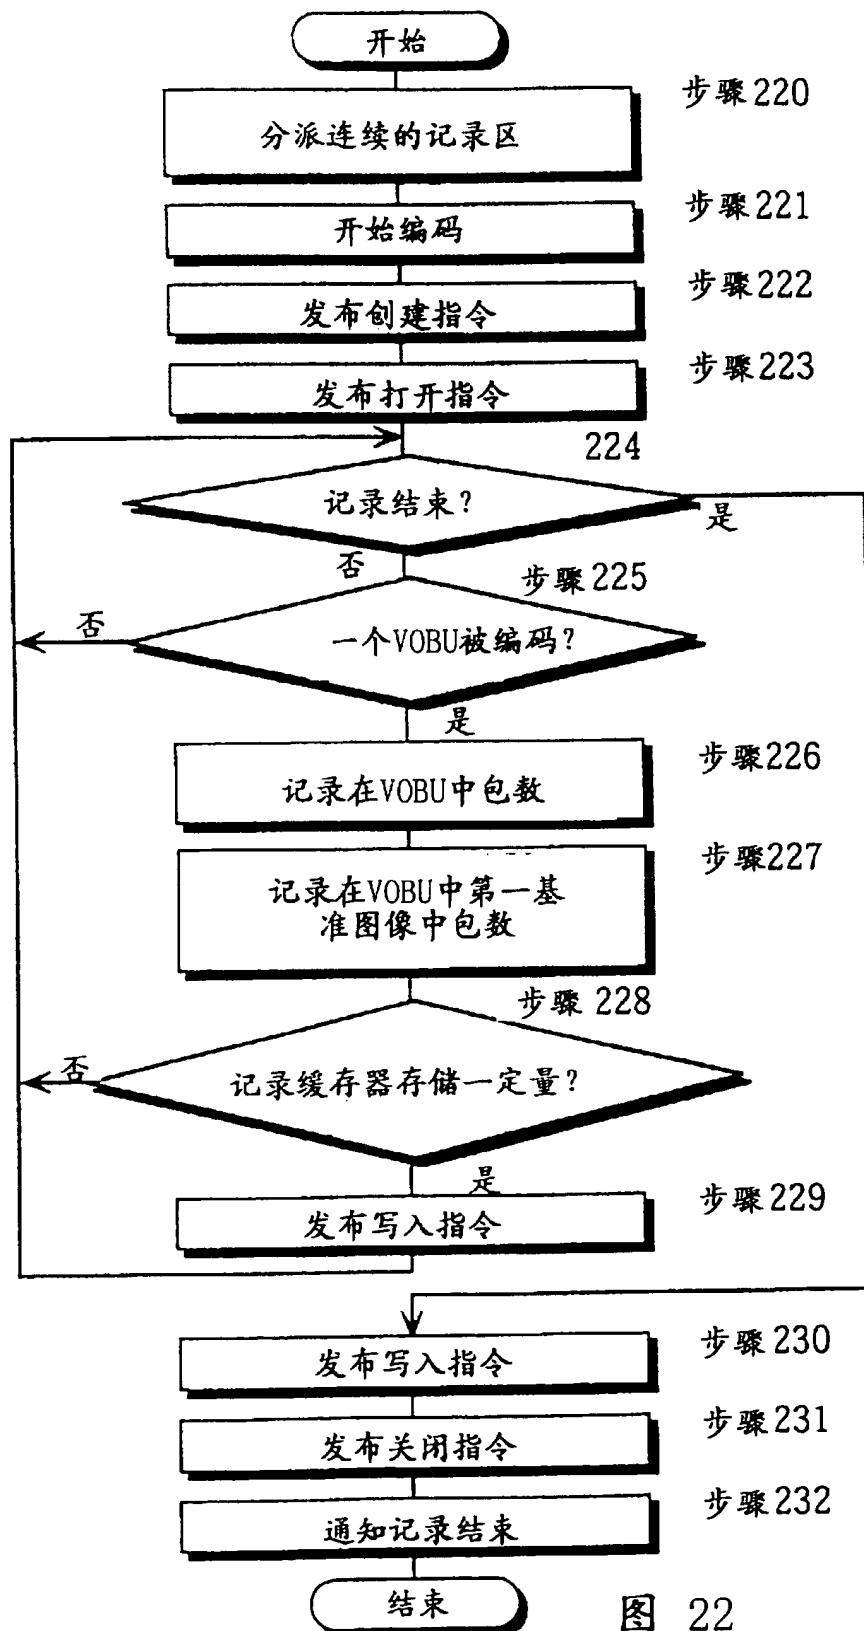 开始
步骤220
分派连续的记录区
步骤221
开始编码
步骤222
发布创建指令
步骤223
发布打开指令
224
记录结束?
是
否
步骤225
一个VOBU被编码?
否
是
步骤226
记录在VOBU中包数
步骤227
记录在VOBU中第一基
准图像中包数
步骤 228
记录缓存器存储一定量?
否
是
步骤229
发布写入指令
步骤230
发布写入指令
步骤231
发布关闭指令
步骤232
通知记录结束
结束
图 22